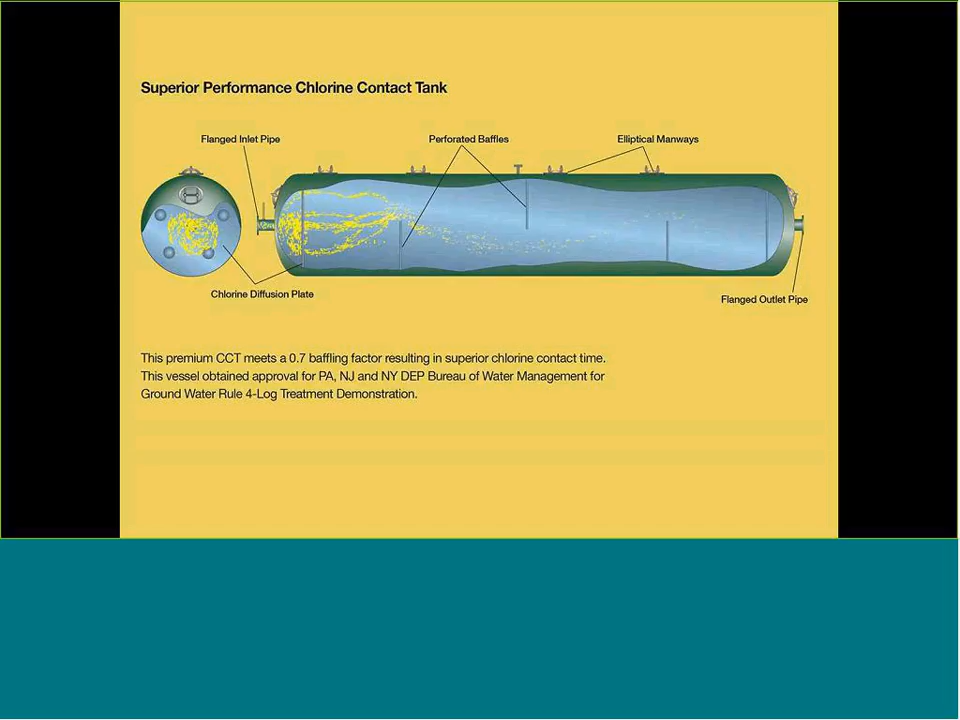 Superior Performance Chlorine Contact Tank
Flanged Inlet Pipe
Perforated Baffles
Elliptical Manways
Chlorine Diffusion Plate
Flanged Outlet Pipe
This premium CCT meets a 0.7 baffling factor resulting in superior chlorine contact time.
This vessel obtained approval for PA, NJ and NY DEP Bureau of Water Management for
Ground Water Rule 4-Log Treatment Demonstration.